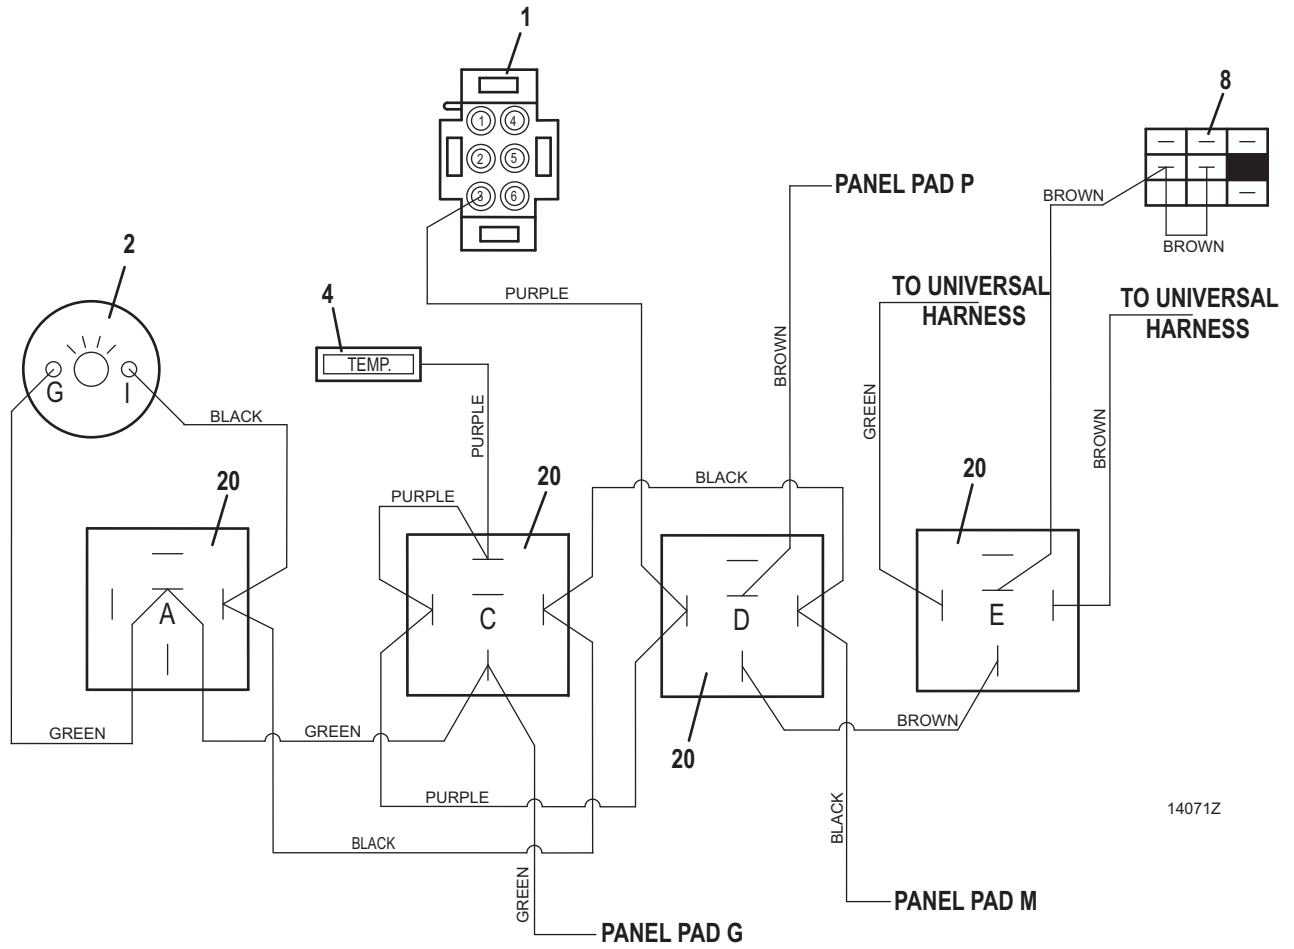 1
8
1 4
2 5
3 6
PANEL PAD P
BROWN
BROWN
2
4
PURPLE
TO UNIVERSAL
HARNESS
TO UNIVERSAL
HARNESS
TEMP.
G I
BROWN
BLACK
PURPLE
GREEN
BROWN
20
PURPLE
20
BLACK
20
A
C
D
E
GREEN
GREEN
20
BROWN
PURPLE
BLACK
BLACK
14071Z
GREEN
PANEL PAD M
PANEL PAD G